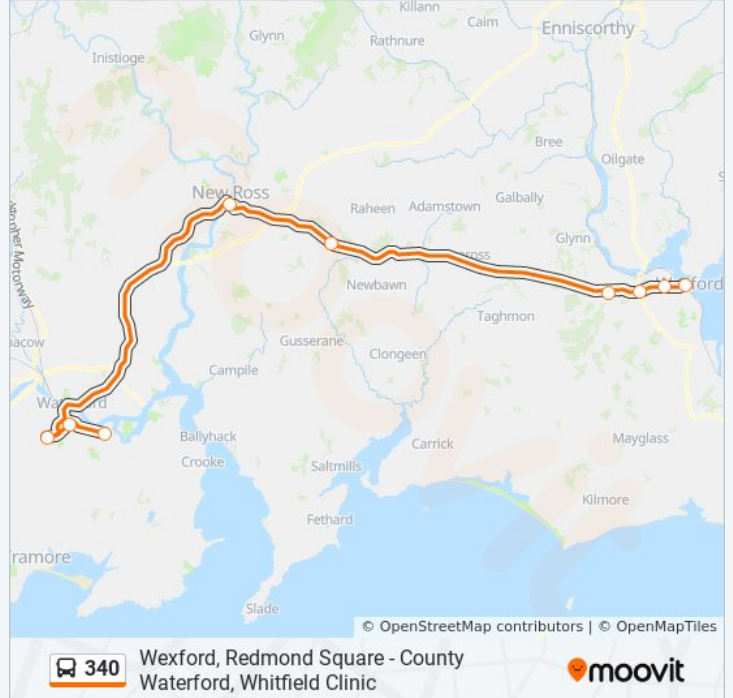 Killann
Caim
Enniscorthy
Glynn
Rathnure
Inistioge
Bree
Oilgate
New Ross
Raheen
Adamstown
Galbally
Glynn
Newbawn
Taghmon
Gusserane
Clongeen
Campile
Ballyhack
Crooke
Carrick
Mayglass
Saltmills
Kilmore
Fethard
Slade
© OpenStreetMap contributors | © OpenMapTiles
340
Wexford, Redmond Square - County
Waterford, Whitfield Clinic
moovit